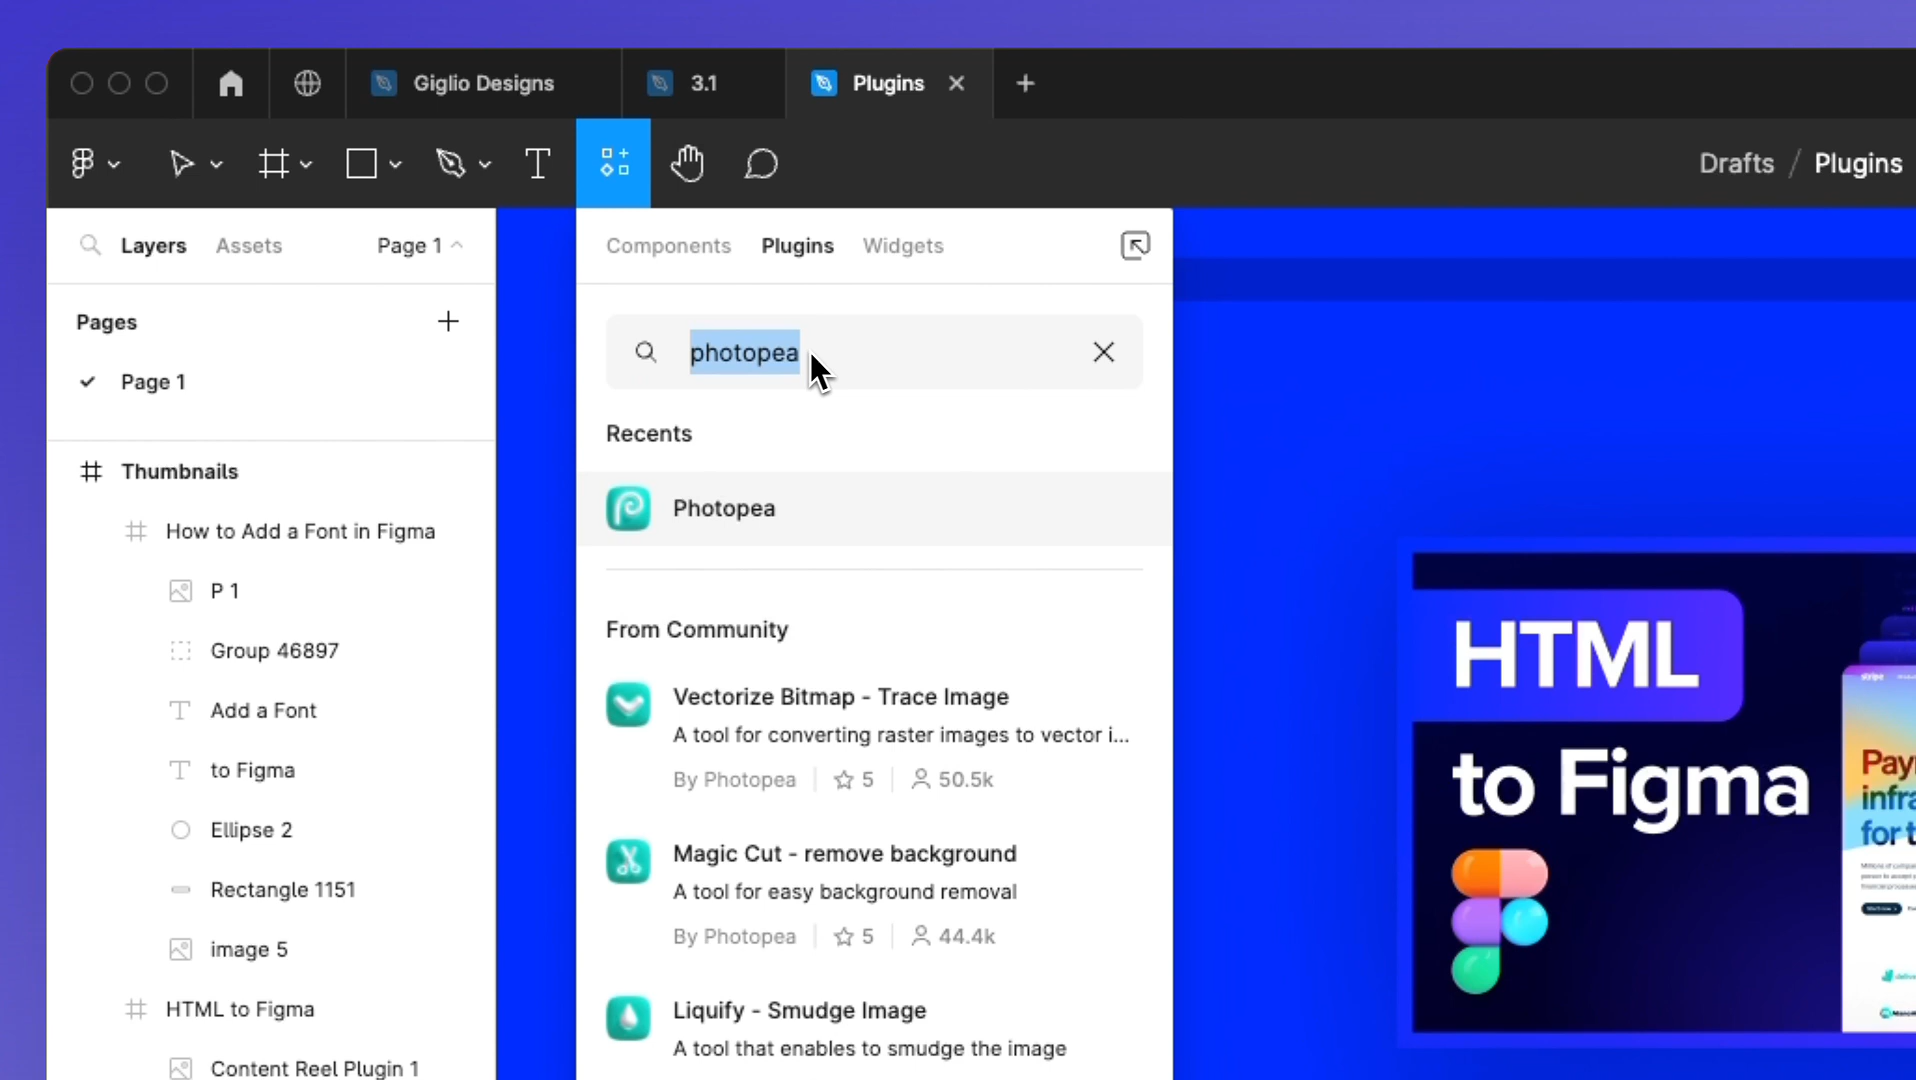 Giglio Designs
3.1
Plugins
Drafts / Plugins
Layers Assets Page 1
Pages
Page 1
Thumbnails
How to Add a Font in Figma
P 1
Group 46897
Add a Font
to Figma
Ellipse 2
Rectangle 1151
image 5
HTML to Figma
Content Reel Plugin 1
Components Plugins Widgets
photopea
Recents
Photopea
From Community
Vectorize Bitmap - Trace Image
A tool for converting raster images to vector i...
By Photopea 5 50.5k
Magic Cut - remove background
A tool for easy background removal
By Photopea 5 44.4k
Liquify - Smudge Image
A tool that enables to smudge the image
HTML
to Figma
stripe
Pay
infra
for t